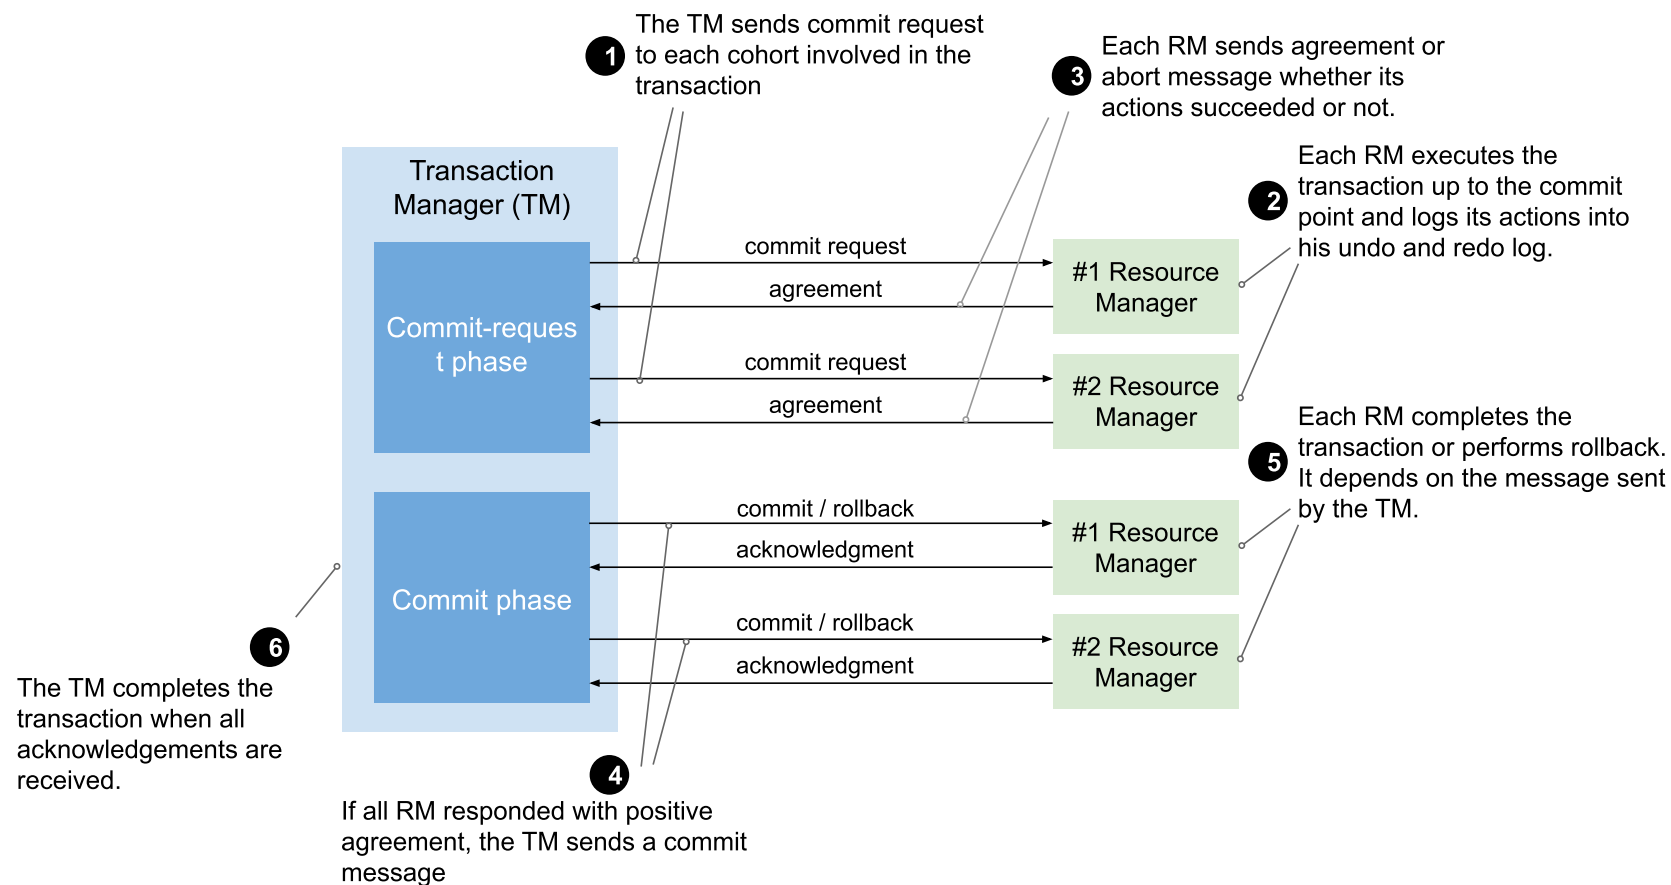 1
The TM sends commit request
to each cohort involved in the
transaction
3
Each RM sends agreement or
abort message whether its
actions succeeded or not.
2
Each RM executes the
transaction up to the commit
point and logs its actions into
his undo and redo log.
Transaction
Manager (TM)
Commit-reques
t phase
commit request
agreement
#1 Resource
Manager
commit request
agreement
#2 Resource
Manager
5
Each RM completes the
transaction or performs rollback.
It depends on the message sent
by the TM.
Commit phase
commit / rollback
acknowledgment
#1 Resource
Manager
commit / rollback
acknowledgment
#2 Resource
Manager
6
The TM completes the
transaction when all
acknowledgements are
received.
4
If all RM responded with positive
agreement, the TM sends a commit
message